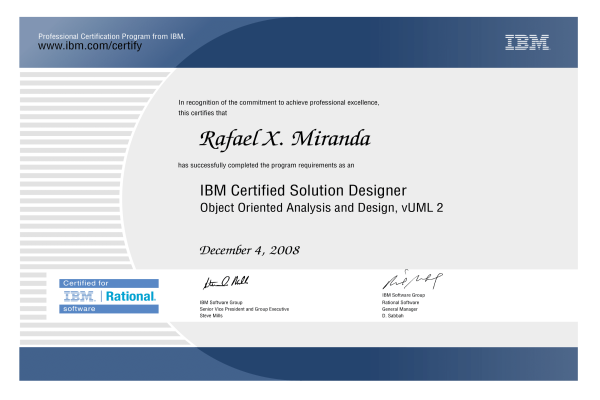 Professional Certification Program from IBM.
www.ibm.com/certify
IBM
In recognition of the commitment to achieve professional excellence,
this certifies that
Rafael X. Miranda
has successfully completed the program requirements as an
IBM Certified Solution Designer
Object Oriented Analysis and Design, vUML 2
December 4, 2008
Certified for
IBM. Rational.
software
IBM Software Group
Senior Vice President and Group Executive
Steve Mills
IBM Software Group
Rational Software
General Manager
D. Sabbah